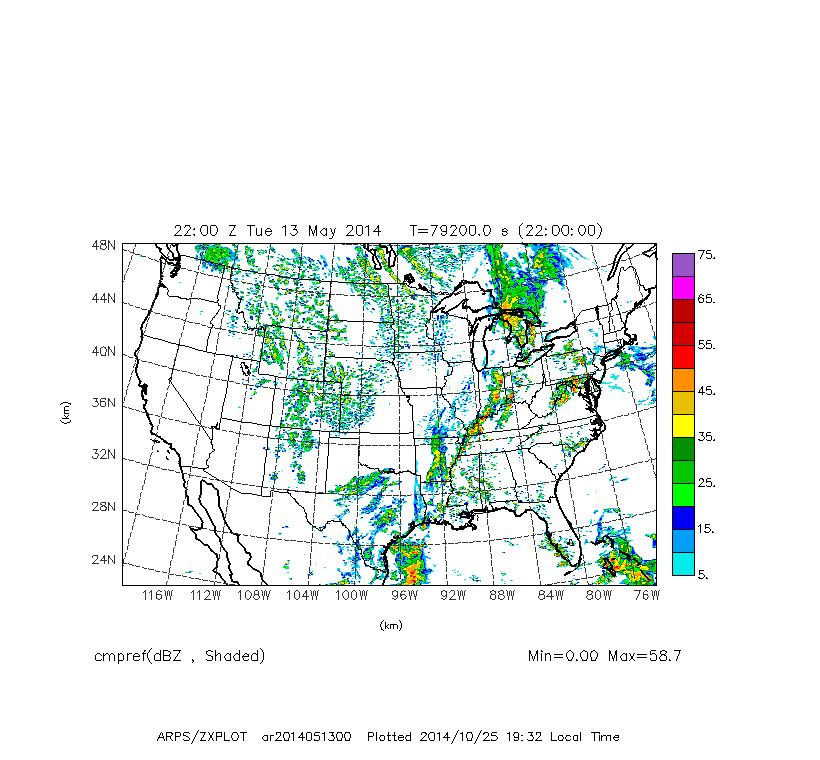 22:00 Z Tue 13 May 2014 T=79200.0 s (22:00:00)
48N
44N
40N
36N
32N
28N
24N
(km)
116W 112W 108W 104W 100W 96W 92W 88W 84W 80W 76W
(km)
75.
65.
55.
45.
35.
25.
15.
5.
cmpref(dBZ , Shaded) Min=0.00 Max=58.7
ARPS/ZXPLOT ar2014051300 Plotted 2014/10/25 19:32 Local Time